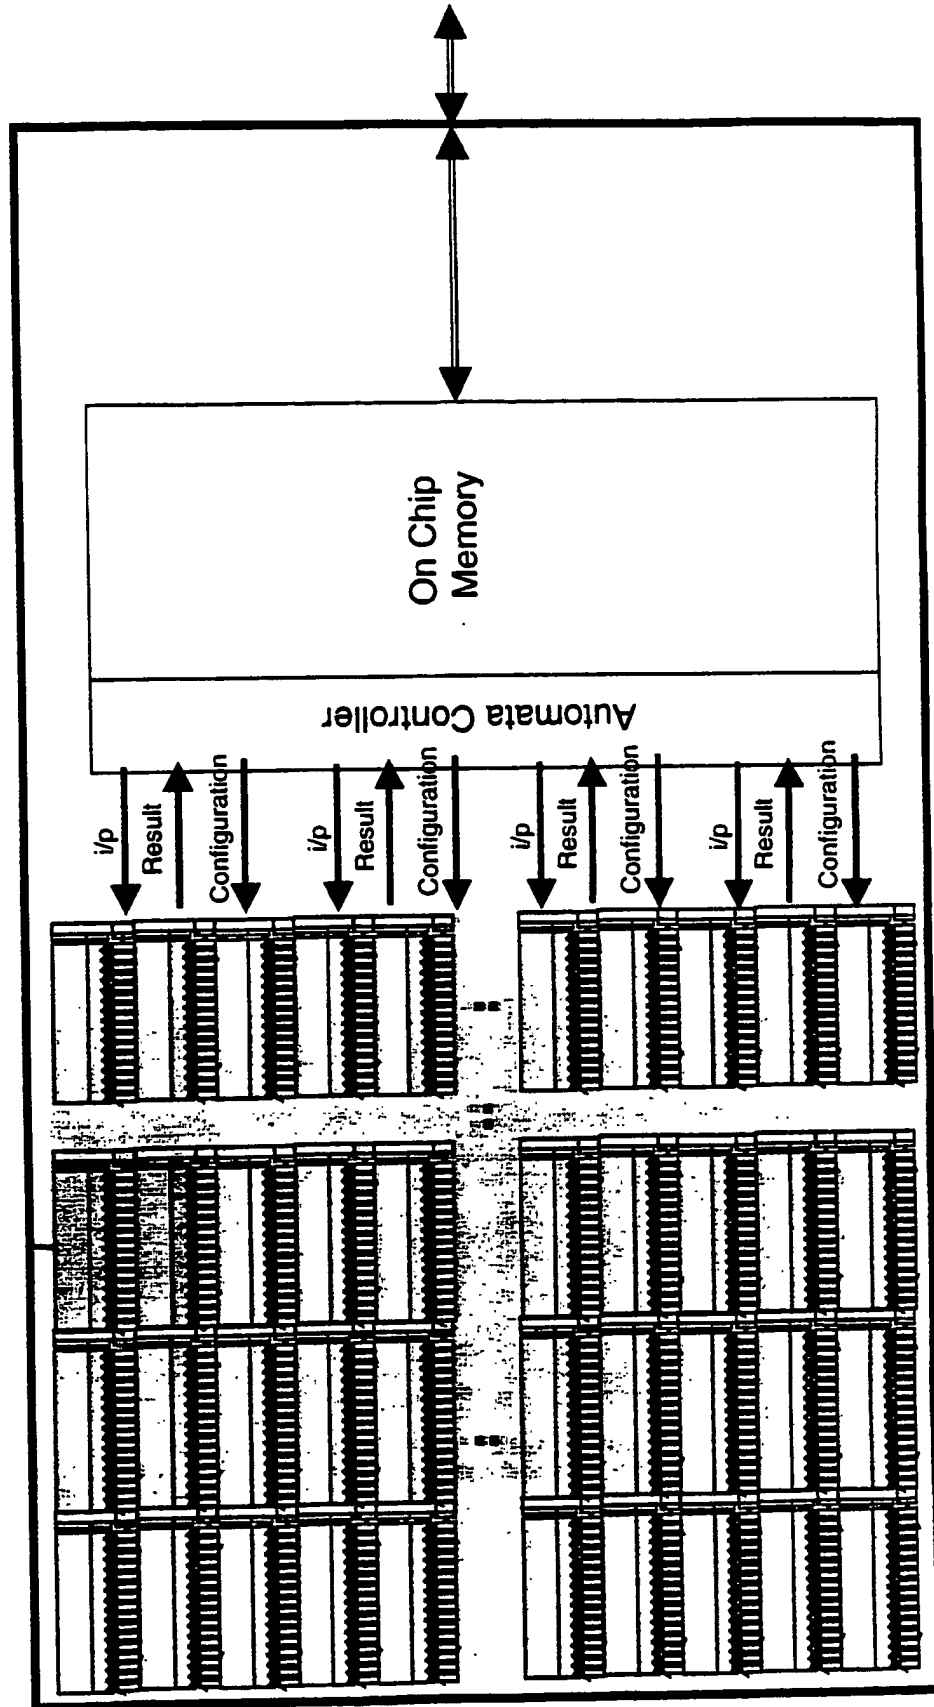 On Chip
Memory
Automata Controller
i/p
Result
Configuration
i/p
Result
Configuration
i/p
Result
Configuration
i/p
Result
Configuration